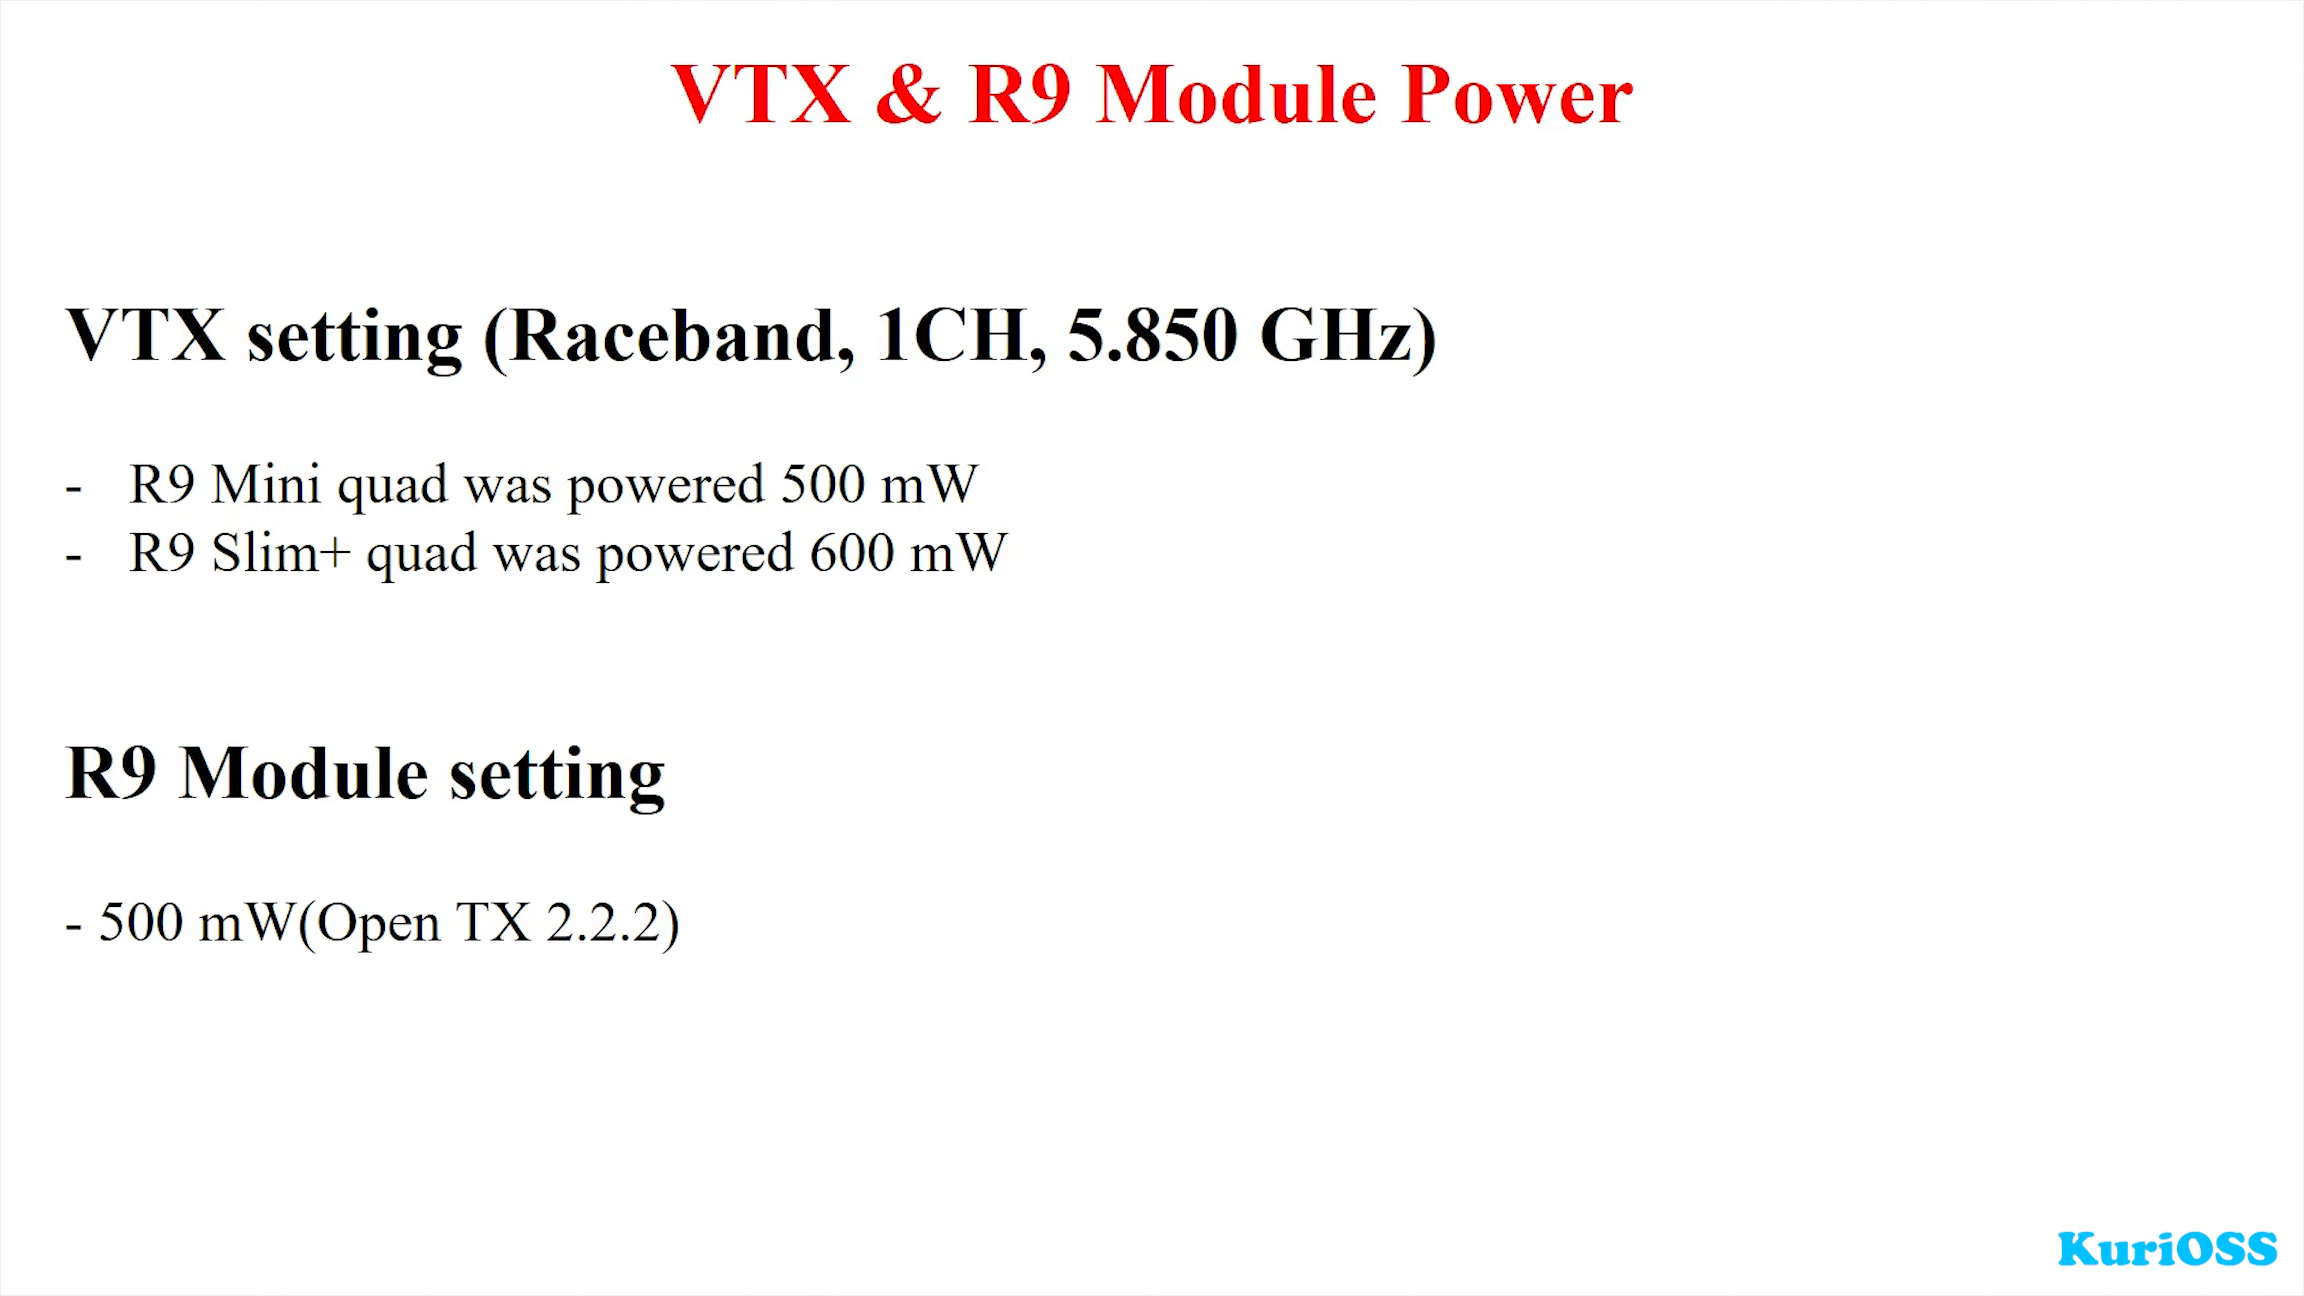 VTX & R9 Module Power
VTX setting (Raceband, 1CH, 5.850 GHz)
- R9 Mini quad was powered 500 mW
- R9 Slim+ quad was powered 600 mW
R9 Module setting
- 500 mW(Open TX 2.2.2)
KuriOSS